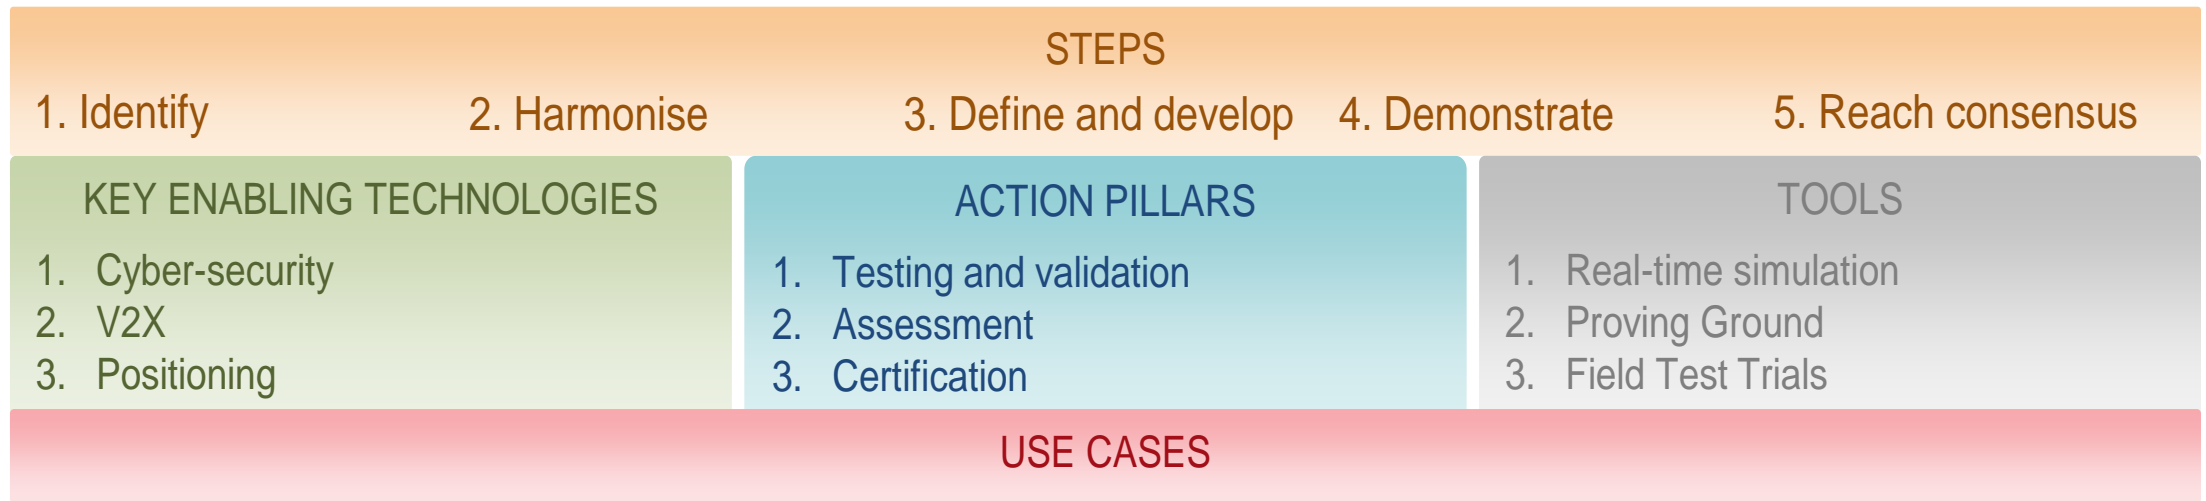 STEPS
1. Identify
2. Harmonise
3. Define and develop
4. Demonstrate
5. Reach consensus
KEY ENABLING TECHNOLOGIES
1. Cyber-security
2. V2X
3. Positioning
ACTION PILLARS
1. Testing and validation
2. Assessment
3. Certification
TOOLS
1. Real-time simulation
2. Proving Ground
3. Field Test Trials
USE CASES